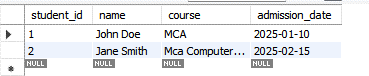 student_id name course admission_date
1 John Doe MCA 2025-01-10
2 Jane Smith Mca Computer... 2025-02-15
NULL NULL NULL NULL